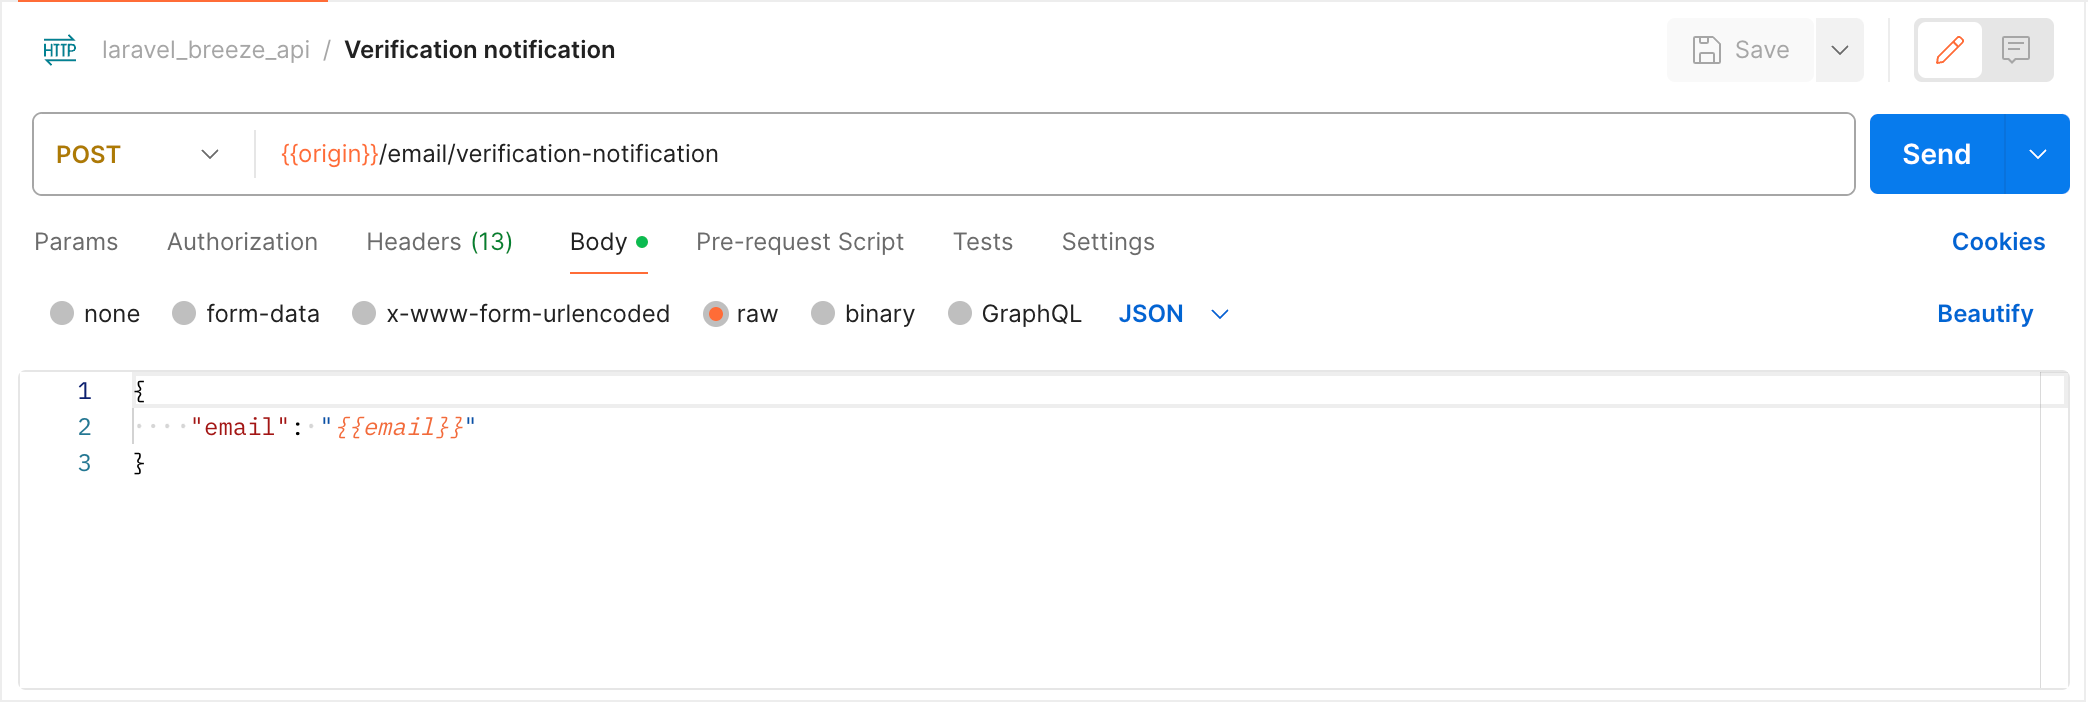 HTTP laravel_breeze_api / Verification notification Save
POST {{origin}}/email/verification-notification Send
Params Authorization Headers (13) Body Pre-request Script Tests Settings Cookies
none form-data x-www-form-urlencoded raw binary GraphQL JSON Beautify
1 {
2 ····"email":·"{{email}}"
3 }